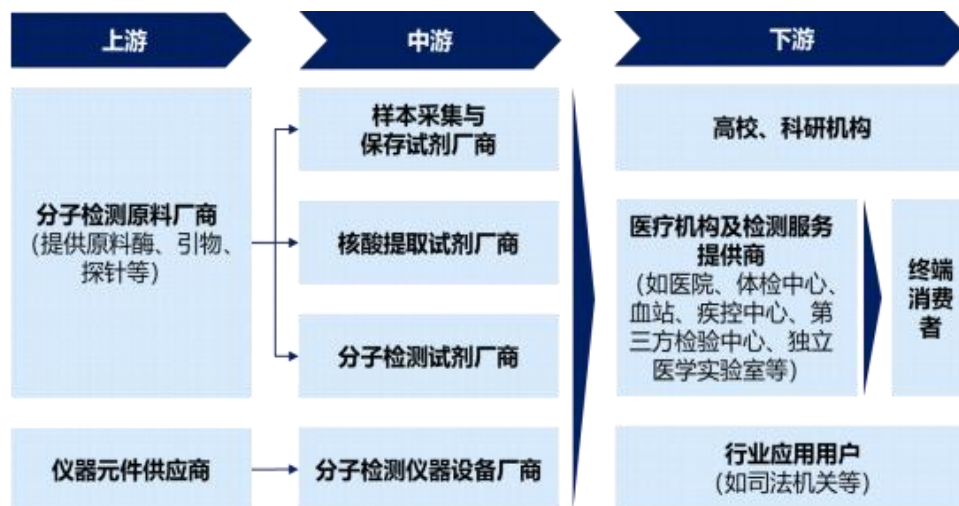 上游
中游
下游
分子检测原料厂商
（提供原料酶、引物、
探针等）
仪器元件供应商
样本采集与
保存试剂厂商
核酸提取试剂厂商
分子检测试剂厂商
分子检测仪器设备厂商
高校、科研机构
医疗机构及检测服务
提供商
（如医院、体检中心、
血站、疾控中心、第
三方检验中心、独立
医学实验室等）
终端
消费
者
行业应用用户
（如司法机关等）